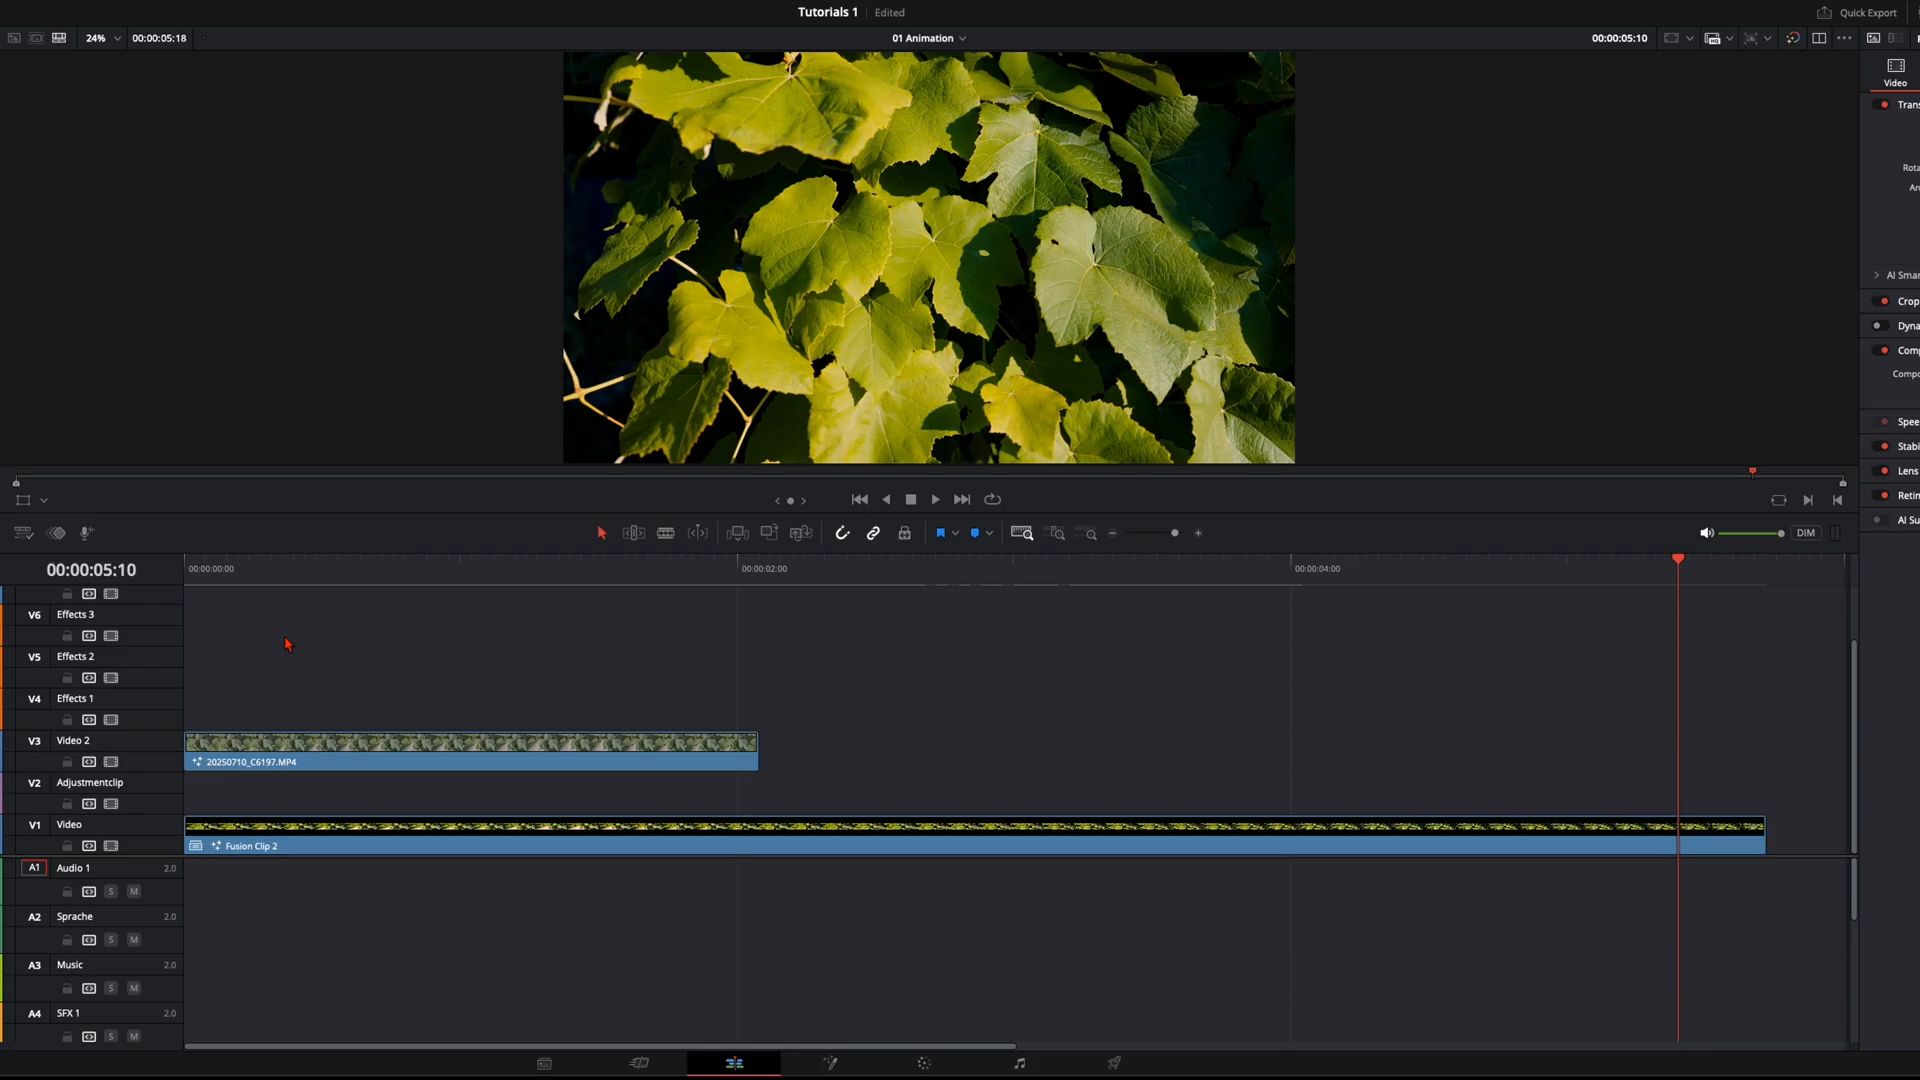 Tutorials 1 Edited
Quick Export
24% 00:00:05:18
01 Animation
00:00:05:10
Video
Trans
Rota
An
AI Smar
Crop
Dyna
Comp
Compo
Spee
Stabi
Lens
Retin
AI Su
DIM
00:00:05:10
00:00:00:00
00:00:02:00
00:00:04:00
V6 Effects 3
V5 Effects 2
V4 Effects 1
V3 Video 2
20250710_C6197.MP4
V2 Adjustmentclip
V1 Video
Fusion Clip 2
A1 Audio 1 2.0
S M
A2 Sprache 2.0
S M
A3 Music 2.0
S M
A4 SFX 1 2.0
S M